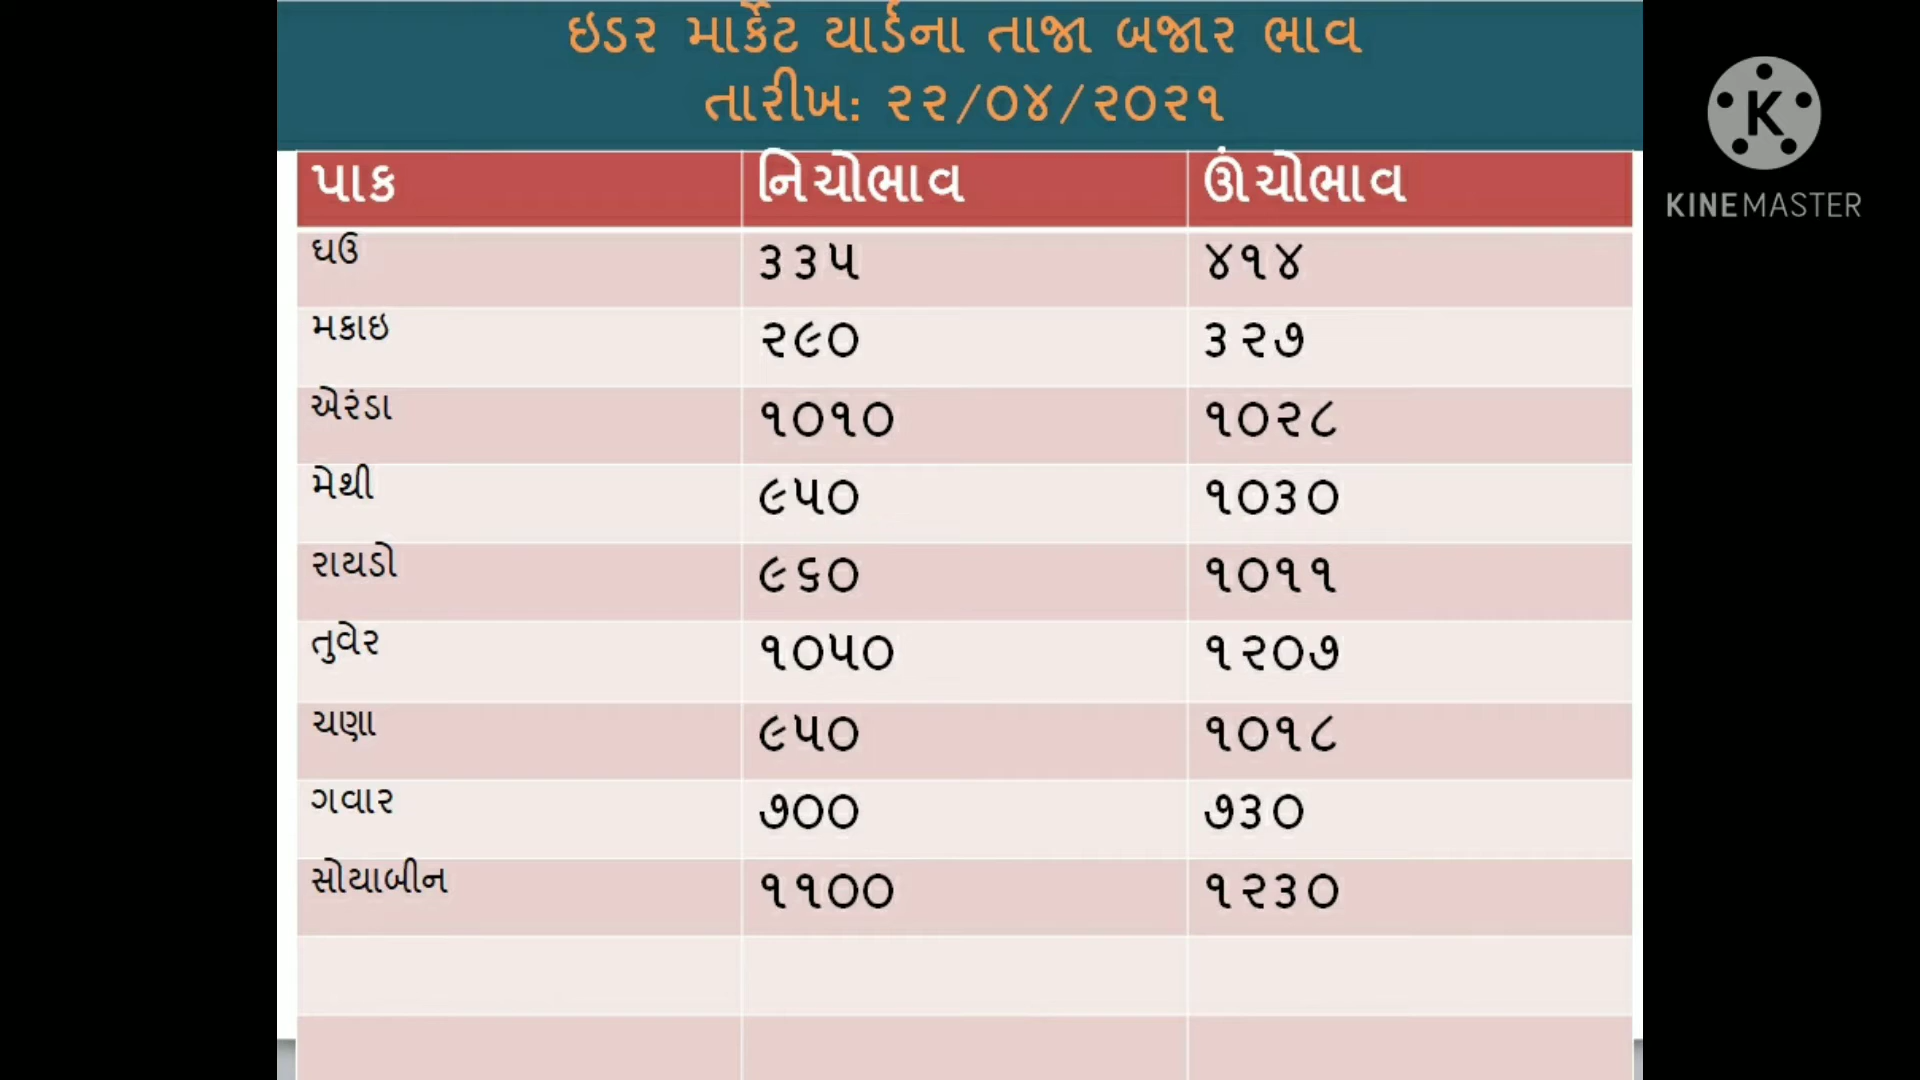 ઇડર માર્કેટ યાર્ડના તાજા બજાર ભાવ
તારીખ: ૨૨/૦૪/૨૦૨૧
પાક નિચોભાવ ઊંચોભાવ
ઘઉં ૩૩૫ ૪૧૪
મકાઇ ૨૯૦ ૩૨૭
એરંડા ૧૦૧૦ ૧૦૨૮
મેથી ૯૫૦ ૧૦૩૦
રાયડો ૯૬૦ ૧૦૧૧
તુવેર ૧૦૫૦ ૧૨૦૭
ચણા ૯૫૦ ૧૦૧૮
ગવાર ૭૦૦ ૭૩૦
સોયાબીન ૧૧૦૦ ૧૨૩૦
K
KINEMASTER